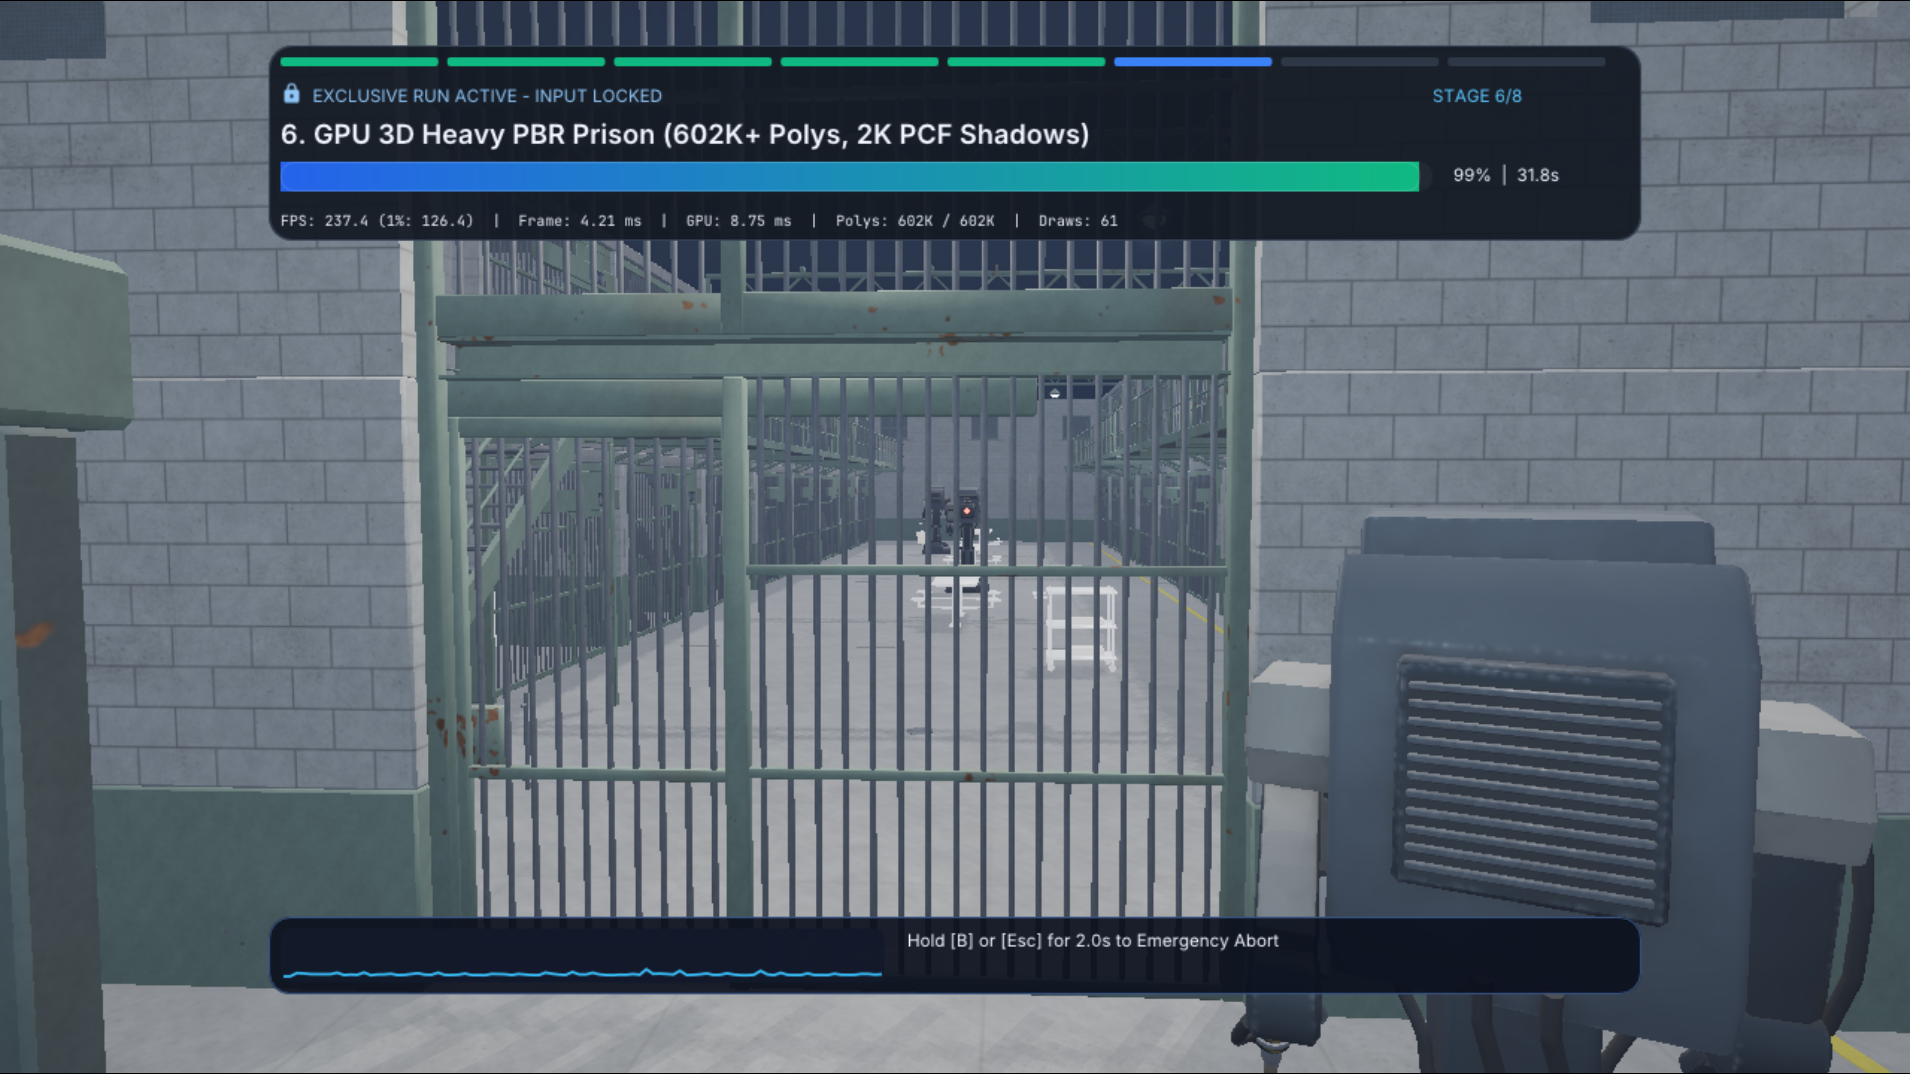 EXCLUSIVE RUN ACTIVE - INPUT LOCKED
STAGE 6/8
6. GPU 3D Heavy PBR Prison (602K+ Polys, 2K PCF Shadows)
99% | 31.8s
FPS: 237.4 (1%: 126.4) | Frame: 4.21 ms | GPU: 8.75 ms | Polys: 602K / 602K | Draws: 61
Hold [B] or [Esc] for 2.0s to Emergency Abort